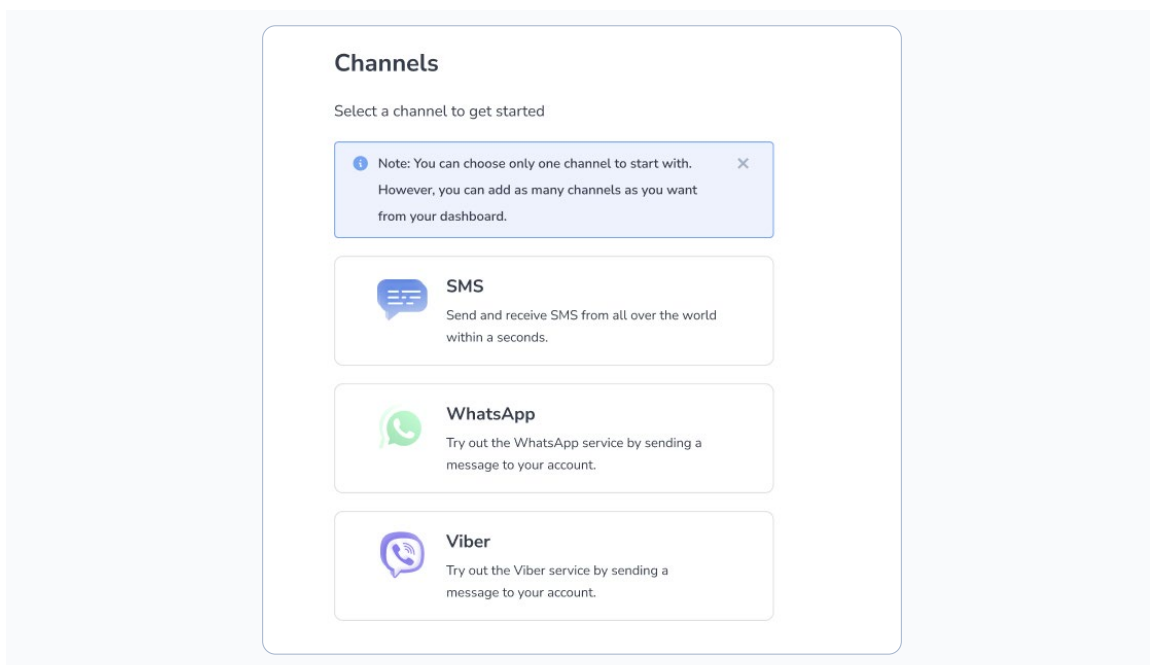 Channels
Select a channel to get started
Note: You can choose only one channel to start with.
However, you can add as many channels as you want
from your dashboard.
SMS
Send and receive SMS from all over the world
within a seconds.
WhatsApp
Try out the WhatsApp service by sending a
message to your account.
Viber
Try out the Viber service by sending a
message to your account.